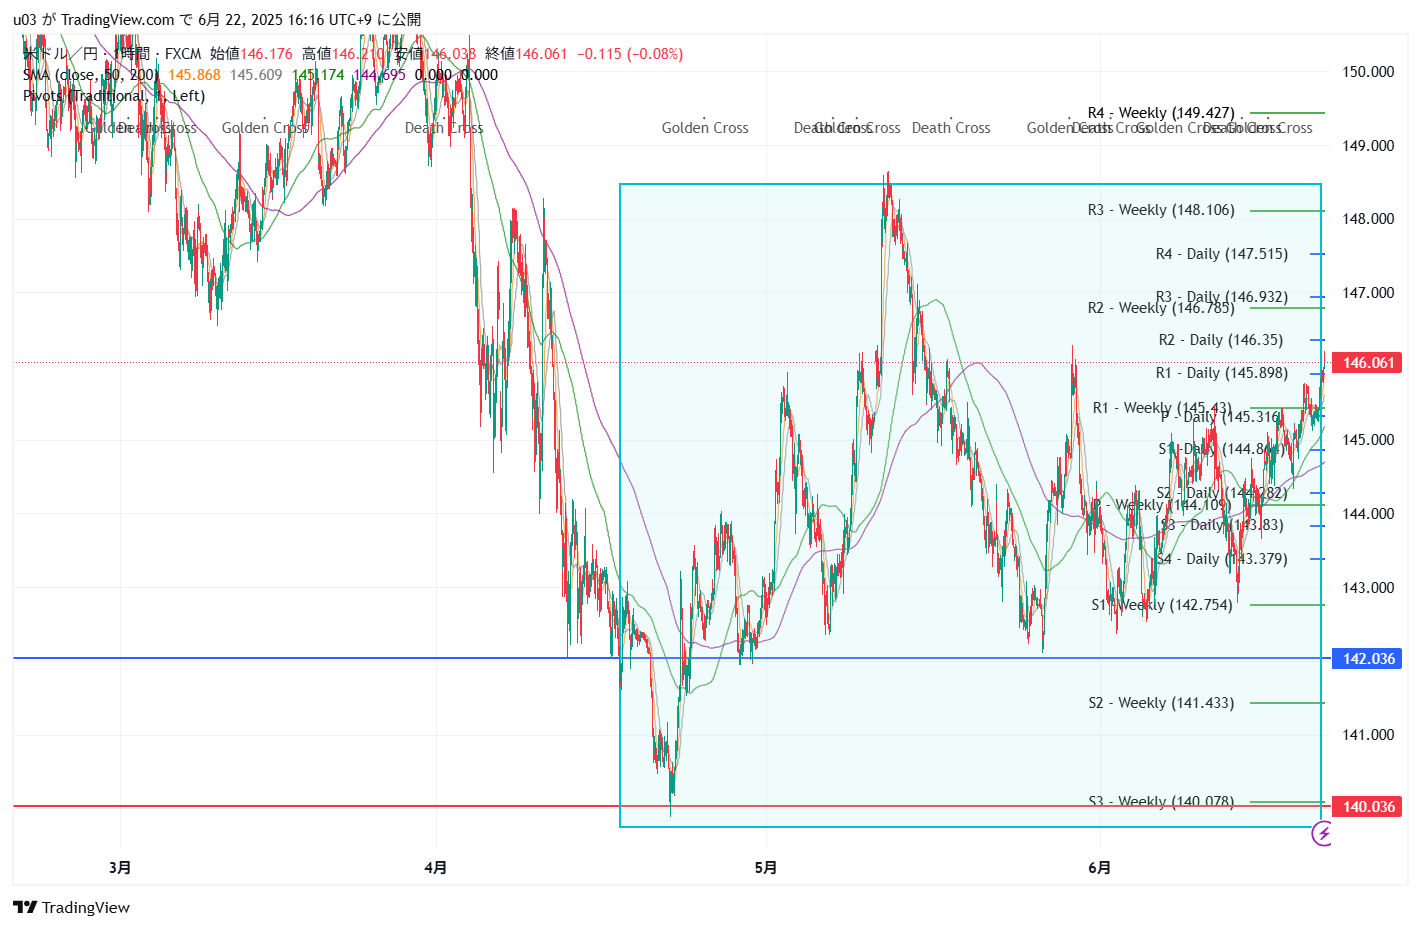 u03 が TradingView.com で 6月 22, 2025 16:16 UTC+9 に公開
米ドル／円・1時間・FXCM 始値146.176 高値146.210 安値146.038 終値146.061 −0.115 (−0.08%)
SMA (close, 50, 200) 145.868 145.609 145.174 144.695 0.000 0.000
Pivots (Traditional, 1, Left)
150.000
R4 - Weekly (149.427)
Golden Cross Death Cross Golden Cross Death Cross Golden Cross Death Cross Golden Cross Death Cross Golden Cross Death Cross Golden Cross Death Cross Golden Cross
149.000
R3 - Weekly (148.106)
148.000
R4 - Daily (147.515)
147.000
R3 - Daily (146.932)
R2 - Weekly (146.785)
R2 - Daily (146.35)
146.061
R1 - Daily (145.898)
R1 - Weekly (145.43)
P - Daily (145.316)
145.000
S1 - Daily (144.864)
S2 - Daily (144.282)
P - Weekly (144.109)
144.000
S3 - Daily (143.83)
S4 - Daily (143.379)
143.000
S1 - Weekly (142.754)
142.036
S2 - Weekly (141.433)
141.000
S3 - Weekly (140.078)
140.036
3月 4月 5月 6月
TradingView